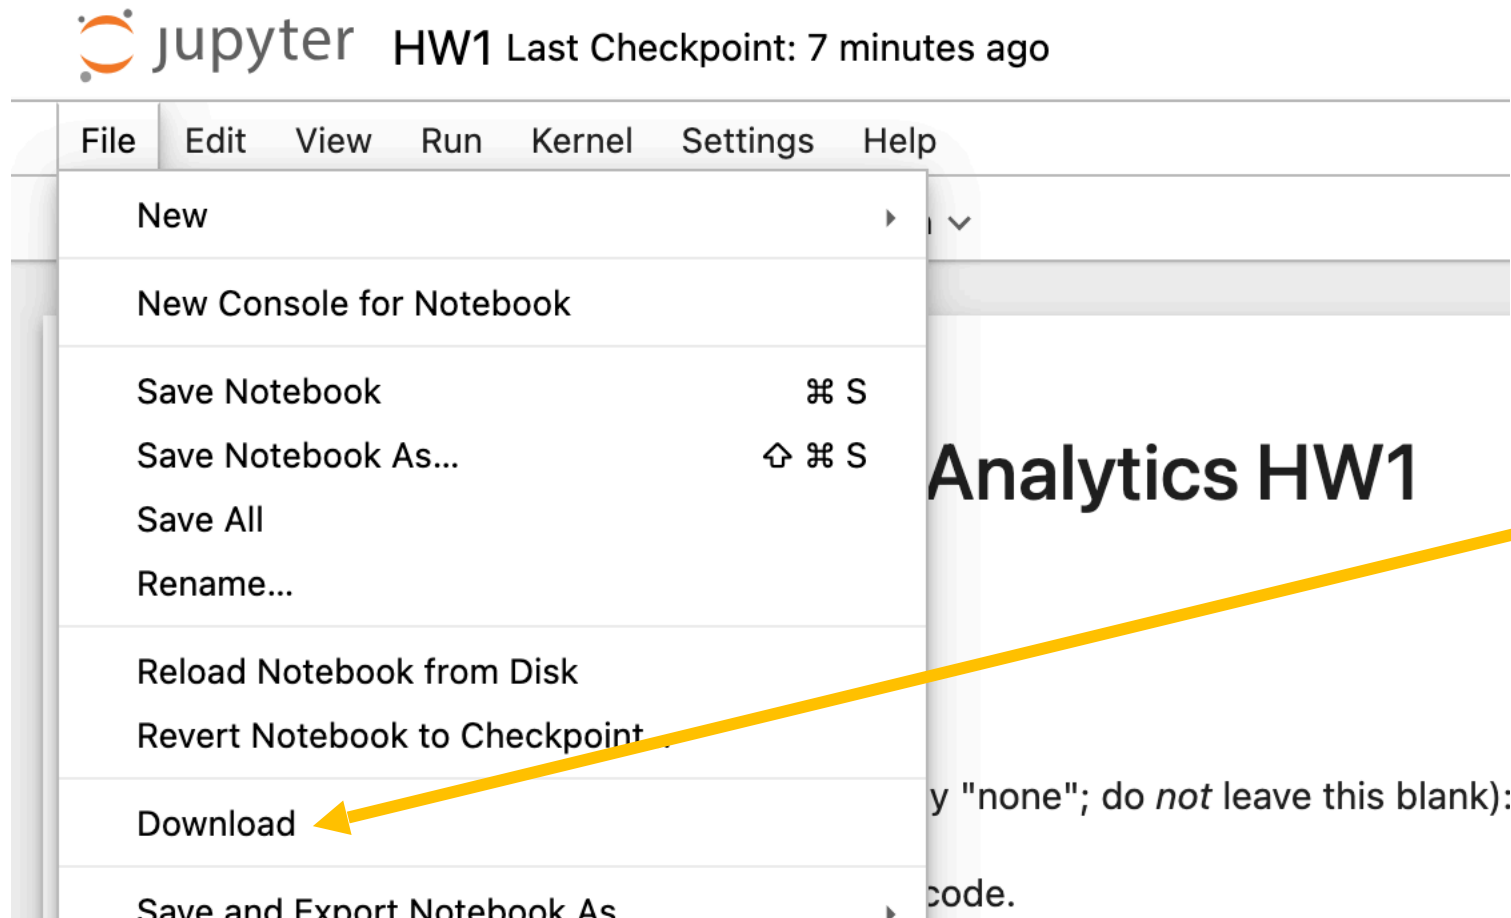 jupyter HW1 Last Checkpoint: 7 minutes ago
File Edit View Run Kernel Settings Help
New
New Console for Notebook
Save Notebook ⌘ S
Save Notebook As... ⇧ ⌘ S
Analytics HW1
Save All
Rename...
Reload Notebook from Disk
Revert Notebook to Checkpoint
y "none"; do not leave this blank):
Download
code.
Save and Export Notebook As